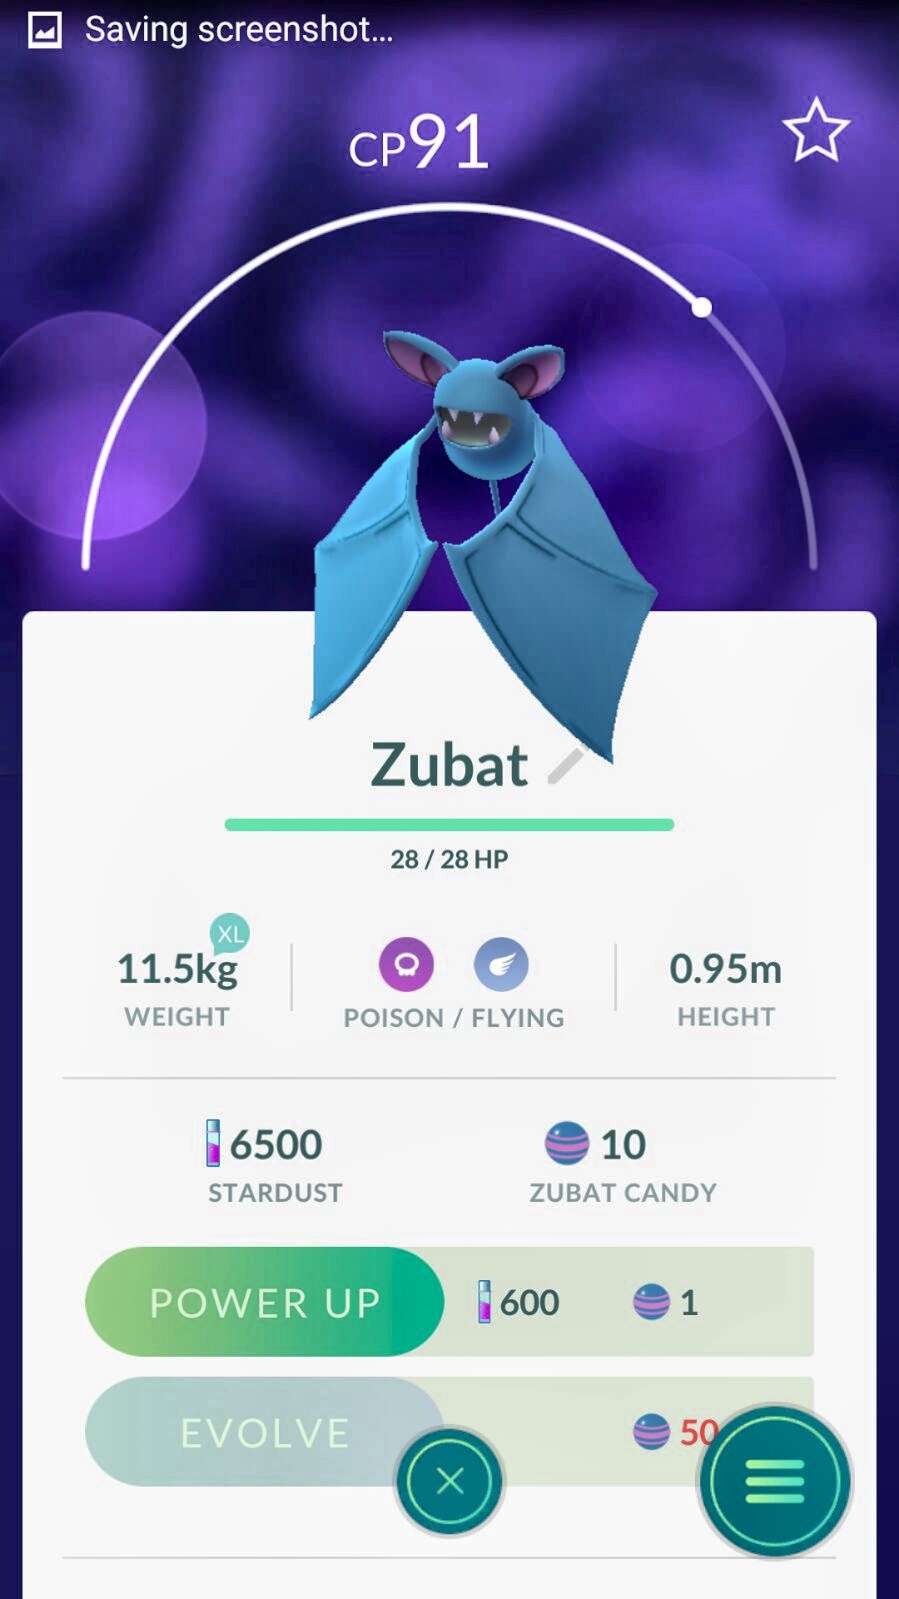 Saving screenshot...
CP91
Zubat
28 / 28 HP
XL
11.5kg
WEIGHT
POISON / FLYING
0.95m
HEIGHT
6500
STARDUST
10
ZUBAT CANDY
POWER UP 600 1
EVOLVE 50